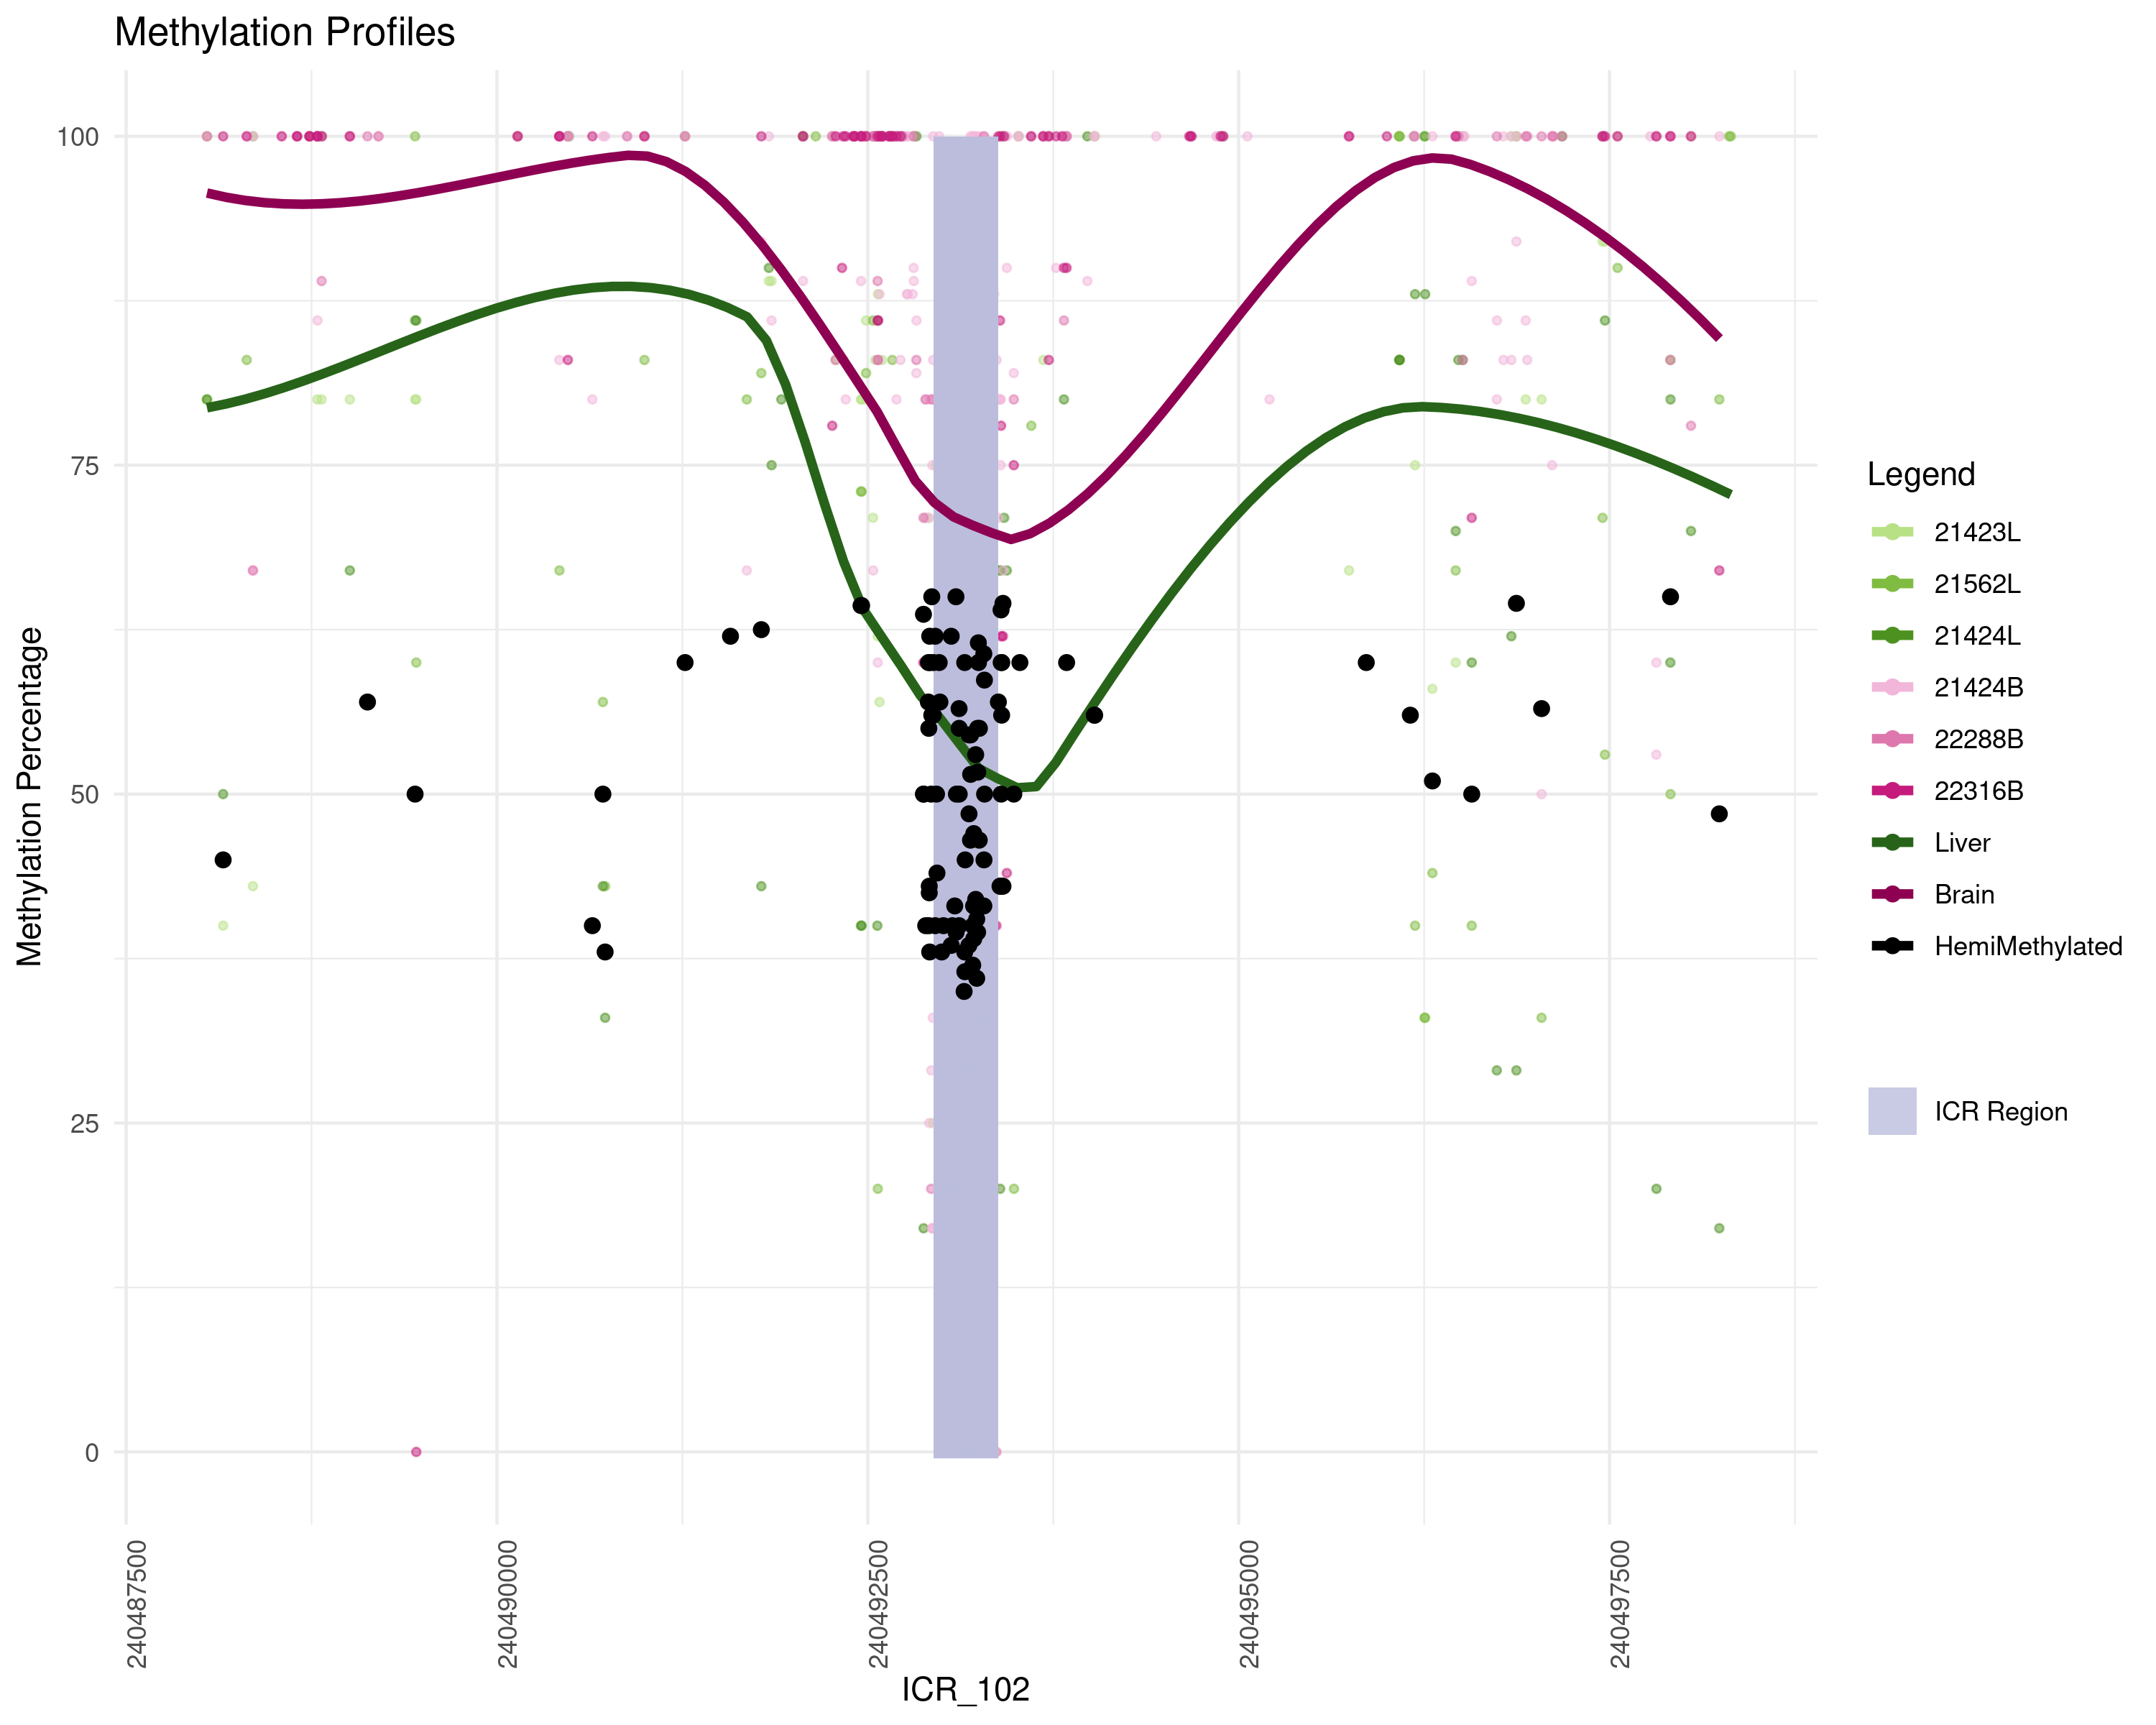 Methylation Profiles
100
75
50
25
0
Methylation Percentage
240487500
240490000
240492500
240495000
240497500
ICR_102
Legend
21423L
21562L
21424L
21424B
22288B
22316B
Liver
Brain
HemiMethylated
ICR Region